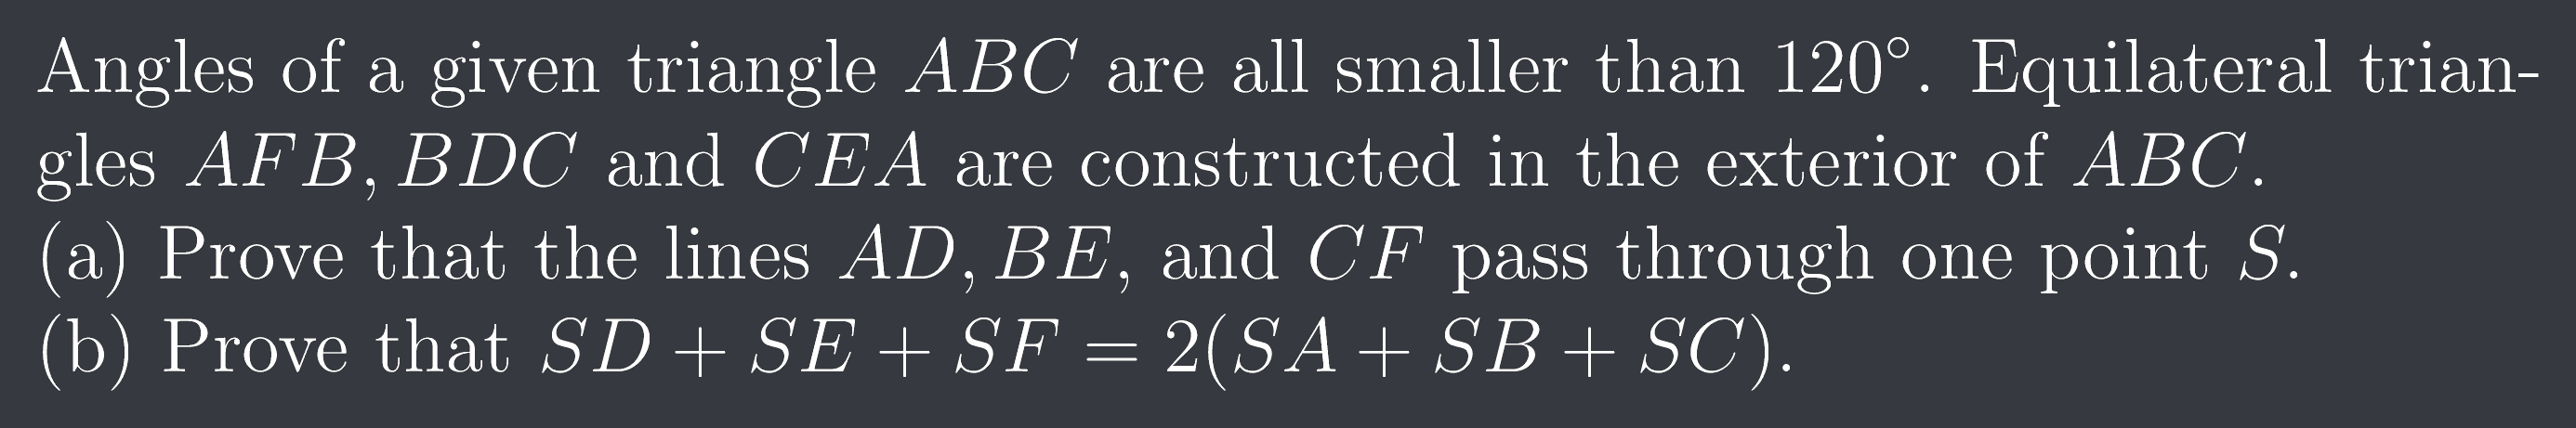 Angles of a given triangle ABC are all smaller than 120°. Equilateral trian-
gles AFB, BDC and CEA are constructed in the exterior of ABC.
(a) Prove that the lines AD, BE, and CF pass through one point S.
(b) Prove that SD + SE + SF = 2(SA + SB + SC).